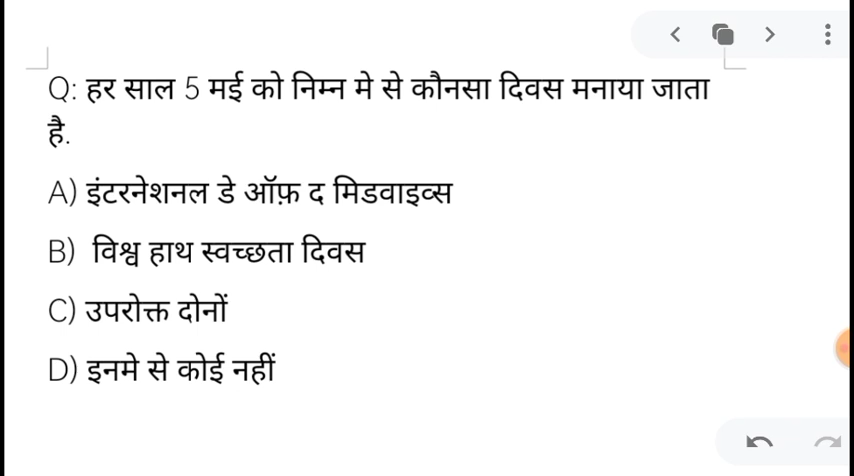 Q: हर साल 5 मई को निम्न मे से कौनसा दिवस मनाया जाता
है.
A) इंटरनेशनल डे ऑफ़ द मिडवाइव्स
B) विश्व हाथ स्वच्छता दिवस
C) उपरोक्त दोनों
D) इनमे से कोई नहीं